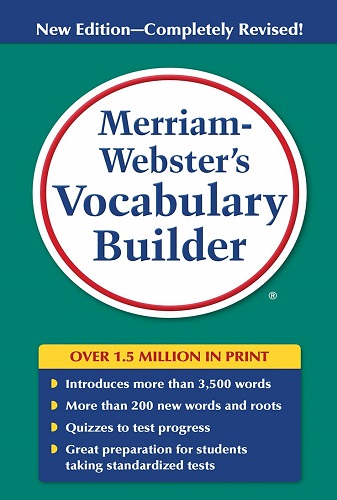 New Edition—Completely Revised!
Merriam-
Webster's
Vocabulary
Builder
®
OVER 1.5 MILLION IN PRINT
Introduces more than 3,500 words
More than 200 new words and roots
Quizzes to test progress
Great preparation for students
taking standardized tests